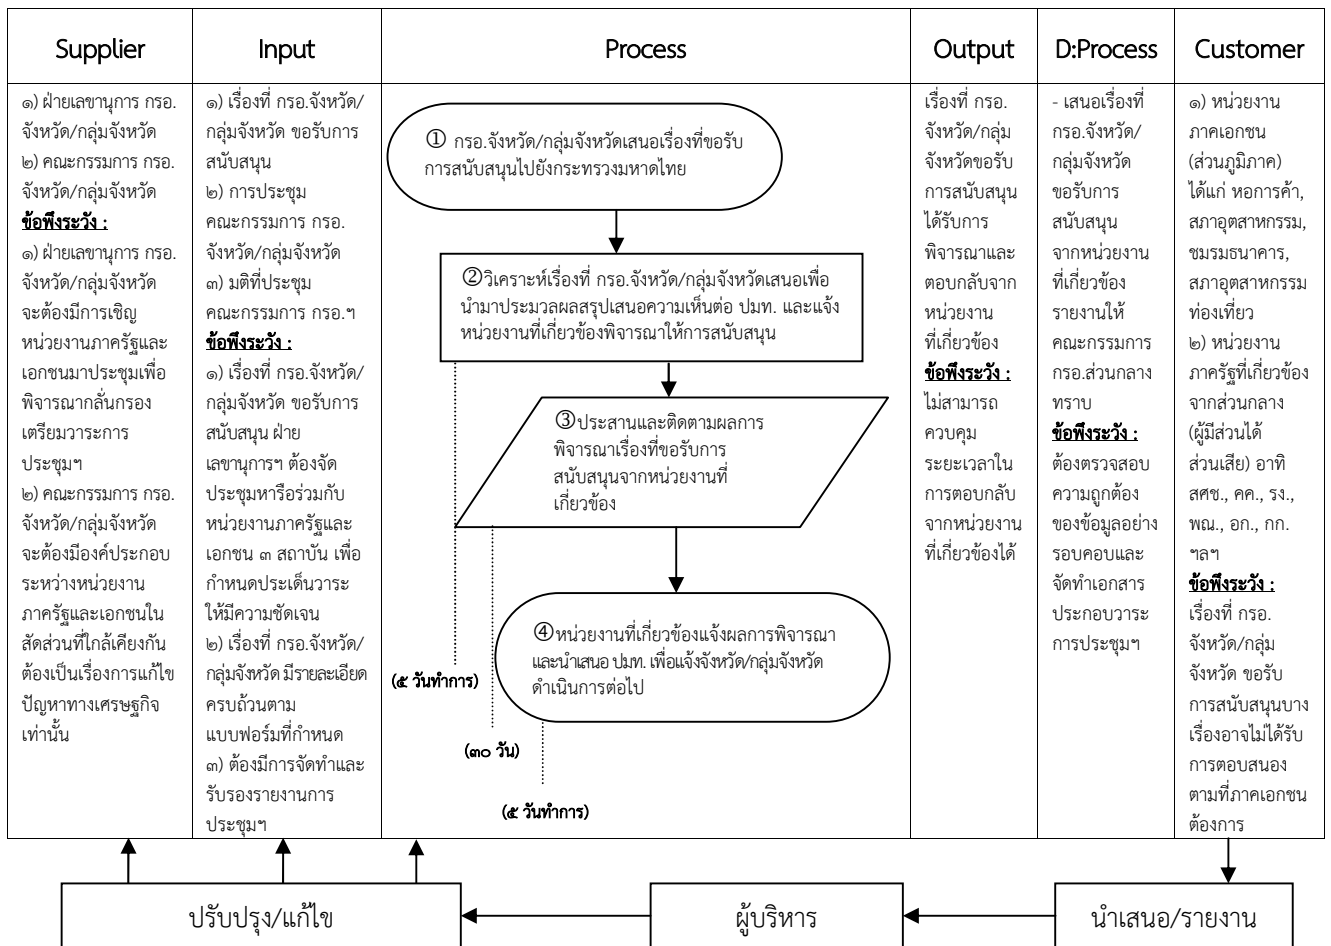 Supplier
Input
Process
Output
D:Process
Customer
๑) ฝ่ายเลขานุการ กรอ.
จังหวัด/กลุ่มจังหวัด
๒) คณะกรรมการ กรอ.
จังหวัด/กลุ่มจังหวัด
ข้อพึงระวัง :
๑) ฝ่ายเลขานุการ กรอ.
จังหวัด/กลุ่มจังหวัด
จะต้องมีการเชิญ
หน่วยงานภาครัฐและ
เอกชนมาประชุมเพื่อ
พิจารณากลั่นกรอง
เตรียมวาระการ
ประชุมฯ
๒) คณะกรรมการ กรอ.
จังหวัด/กลุ่มจังหวัด
จะต้องมีองค์ประกอบ
ระหว่างหน่วยงาน
ภาครัฐและเอกชนใน
สัดส่วนที่ใกล้เคียงกัน
ต้องเป็นเรื่องการแก้ไข
ปัญหาทางเศรษฐกิจ
เท่านั้น
๑) เรื่องที่ กรอ.จังหวัด/
กลุ่มจังหวัด ขอรับการ
สนับสนุน
๒) การประชุม
คณะกรรมการ กรอ.
จังหวัด/กลุ่มจังหวัด
๓) มติที่ประชุม
คณะกรรมการ กรอ.ฯ
ข้อพึงระวัง :
๑) เรื่องที่ กรอ.จังหวัด/
กลุ่มจังหวัด ขอรับการ
สนับสนุน ฝ่าย
เลขานุการฯ ต้องจัด
ประชุมหารือร่วมกับ
หน่วยงานภาครัฐและ
เอกชน ๓ สถาบัน เพื่อ
กำหนดประเด็นวาระ
ให้มีความชัดเจน
๒) เรื่องที่ กรอ.จังหวัด/
กลุ่มจังหวัด มีรายละเอียด
ครบถ้วนตาม
แบบฟอร์มที่กำหนด
๓) ต้องมีการจัดทำและ
รับรองรายงานการ
ประชุมฯ
① กรอ.จังหวัด/กลุ่มจังหวัดเสนอเรื่องที่ขอรับ
การสนับสนุนไปยังกระทรวงมหาดไทย
②วิเคราะห์เรื่องที่ กรอ.จังหวัด/กลุ่มจังหวัดเสนอเพื่อ
นำมาประมวลผลสรุปเสนอความเห็นต่อ ปมท. และแจ้ง
หน่วยงานที่เกี่ยวข้องพิจารณาให้การสนับสนุน
③ประสานและติดตามผลการ
พิจารณาเรื่องที่ขอรับการ
สนับสนุนจากหน่วยงานที่
เกี่ยวข้อง
④หน่วยงานที่เกี่ยวข้องแจ้งผลการพิจารณา
และนำเสนอ ปมท. เพื่อแจ้งจังหวัด/กลุ่มจังหวัด
ดำเนินการต่อไป
(๕ วันทำการ)
(๓๐ วัน)
(๕ วันทำการ)
เรื่องที่ กรอ.
จังหวัด/กลุ่ม
จังหวัดขอรับ
การสนับสนุน
ได้รับการ
พิจารณาและ
ตอบกลับจาก
หน่วยงาน
ที่เกี่ยวข้อง
ข้อพึงระวัง :
ไม่สามารถ
ควบคุม
ระยะเวลาใน
การตอบกลับ
จากหน่วยงาน
ที่เกี่ยวข้องได้
- เสนอเรื่องที่
กรอ.จังหวัด/
กลุ่มจังหวัด
ขอรับการ
สนับสนุน
จากหน่วยงาน
ที่เกี่ยวข้อง
รายงานให้
คณะกรรมการ
กรอ.ส่วนกลาง
ทราบ
ข้อพึงระวัง :
ต้องตรวจสอบ
ความถูกต้อง
ของข้อมูลอย่าง
รอบคอบและ
จัดทำเอกสาร
ประกอบวาระ
การประชุมฯ
๑) หน่วยงาน
ภาคเอกชน
(ส่วนภูมิภาค)
ได้แก่ หอการค้า,
สภาอุตสาหกรรม,
ชมรมธนาคาร,
สภาอุตสาหกรรม
ท่องเที่ยว
๒) หน่วยงาน
ภาครัฐที่เกี่ยวข้อง
จากส่วนกลาง
(ผู้มีส่วนได้
ส่วนเสีย) อาทิ
สศช., คค., รง.,
พณ., อก., กก.
ฯลฯ
ข้อพึงระวัง :
เรื่องที่ กรอ.
จังหวัด/กลุ่ม
จังหวัด ขอรับ
การสนับสนุนบาง
เรื่องอาจไม่ได้รับ
การตอบสนอง
ตามที่ภาคเอกชน
ต้องการ
ปรับปรุง/แก้ไข
ผู้บริหาร
นำเสนอ/รายงาน